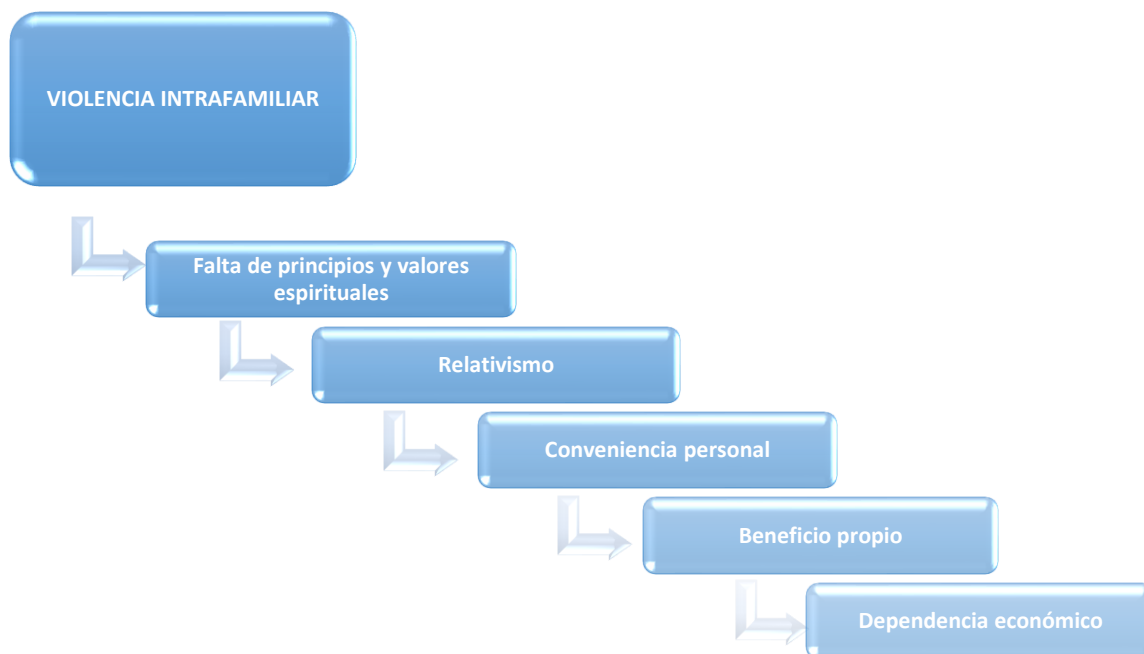 VIOLENCIA INTRAFAMILIAR
Falta de principios y valores
espirituales
Relativismo
Conveniencia personal
Beneficio propio
Dependencia económico